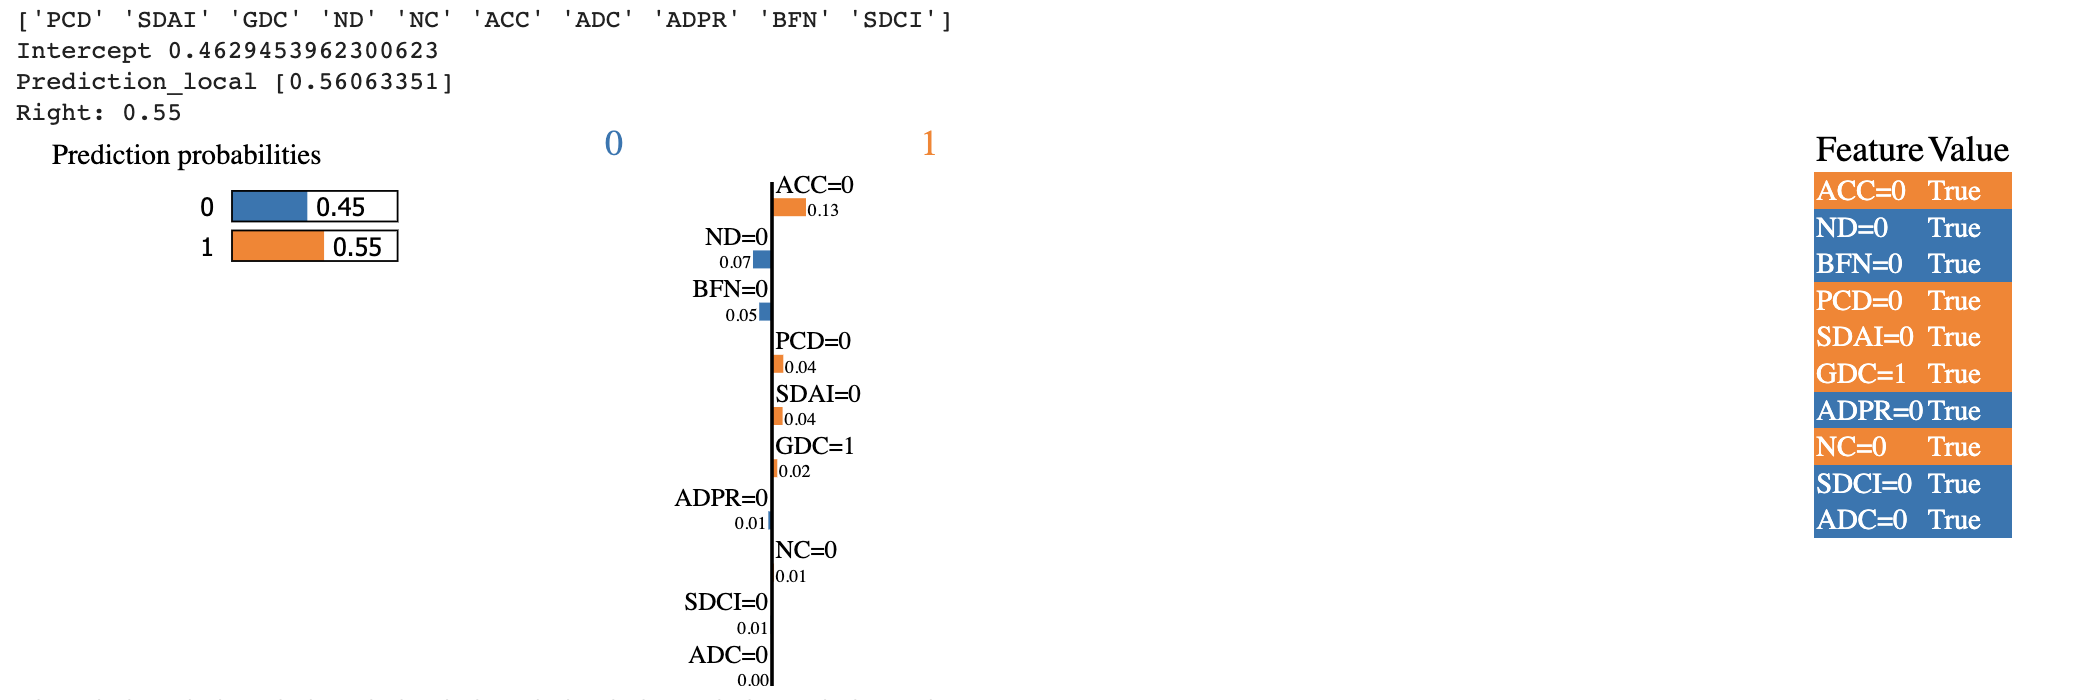 ['PCD' 'SDAI' 'GDC' 'ND' 'NC' 'ACC' 'ADC' 'ADPR' 'BFN' 'SDCI']
Intercept 0.4629453962300623
Prediction_local [0.56063351]
Right: 0.55
Prediction probabilities
0 0.45
1 0.55
0 1
ACC=0
0.13
ND=0
0.07
BFN=0
0.05
PCD=0
0.04
SDAI=0
0.04
GDC=1
0.02
ADPR=0
0.01
NC=0
0.01
SDCI=0
0.01
ADC=0
0.00
Feature Value
ACC=0 True
ND=0 True
BFN=0 True
PCD=0 True
SDAI=0 True
GDC=1 True
ADPR=0 True
NC=0 True
SDCI=0 True
ADC=0 True